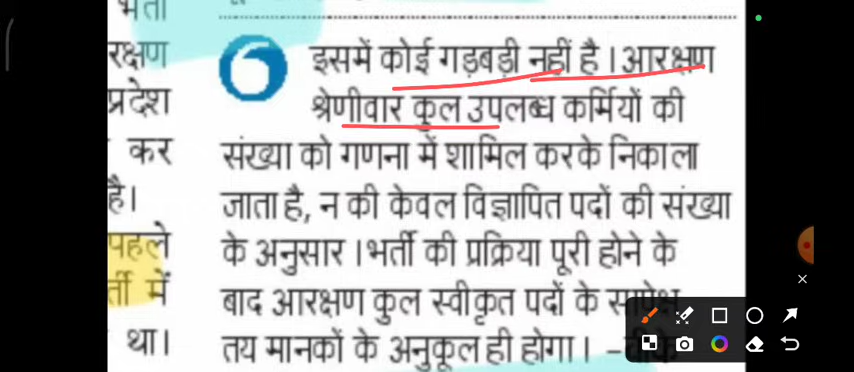 भर्ती
रक्षण
प्रदेश
कर
है।
पहले
र्ती में
था।
6 इसमें कोई गड़बड़ी नहीं है। आरक्षण
श्रेणीवार कुल उपलब्ध कर्मियों की
संख्या को गणना में शामिल करके निकाला
जाता है, न की केवल विज्ञापित पदों की संख्या
के अनुसार ।भर्ती की प्रक्रिया पूरी होने के
बाद आरक्षण कुल स्वीकृत पदों के सापेक्ष
तय मानकों के अनुकूल ही होगा। –